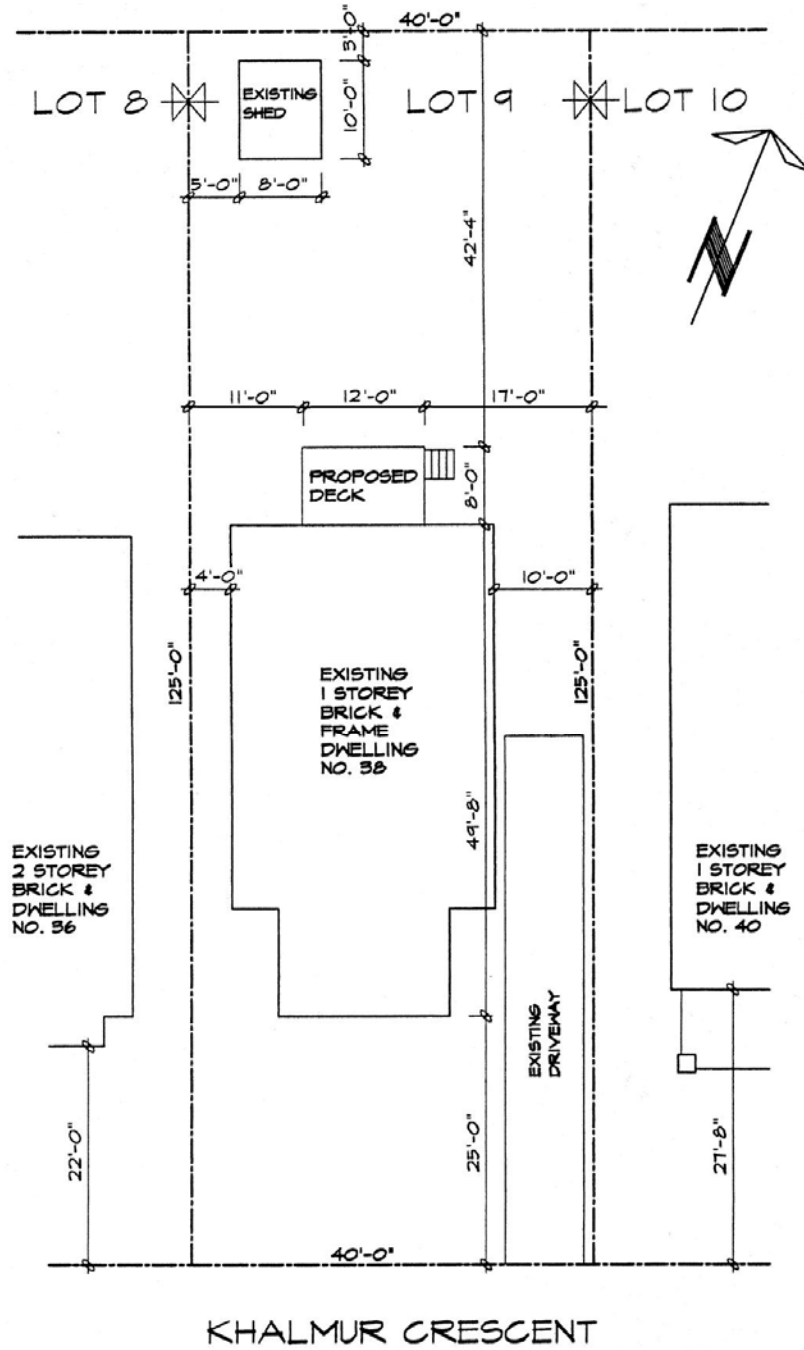 40'-0"
3'-0"
LOT 8
EXISTING
SHED
10'-0"
LOT 9
LOT 10
5'-0"
8'-0"
42'-4"
N
11'-0"
12'-0"
17'-0"
PROPOSED
DECK
8'-0"
4'-0"
10'-0"
125'-0"
125'-0"
EXISTING
1 STOREY
BRICK &
FRAME
DWELLING
NO. 38
49'-8"
EXISTING
2 STOREY
BRICK &
DWELLING
NO. 36
EXISTING
1 STOREY
BRICK &
DWELLING
NO. 40
EXISTING
DRIVEWAY
22'-0"
25'-0"
27'-8"
40'-0"
KHALMUR CRESCENT